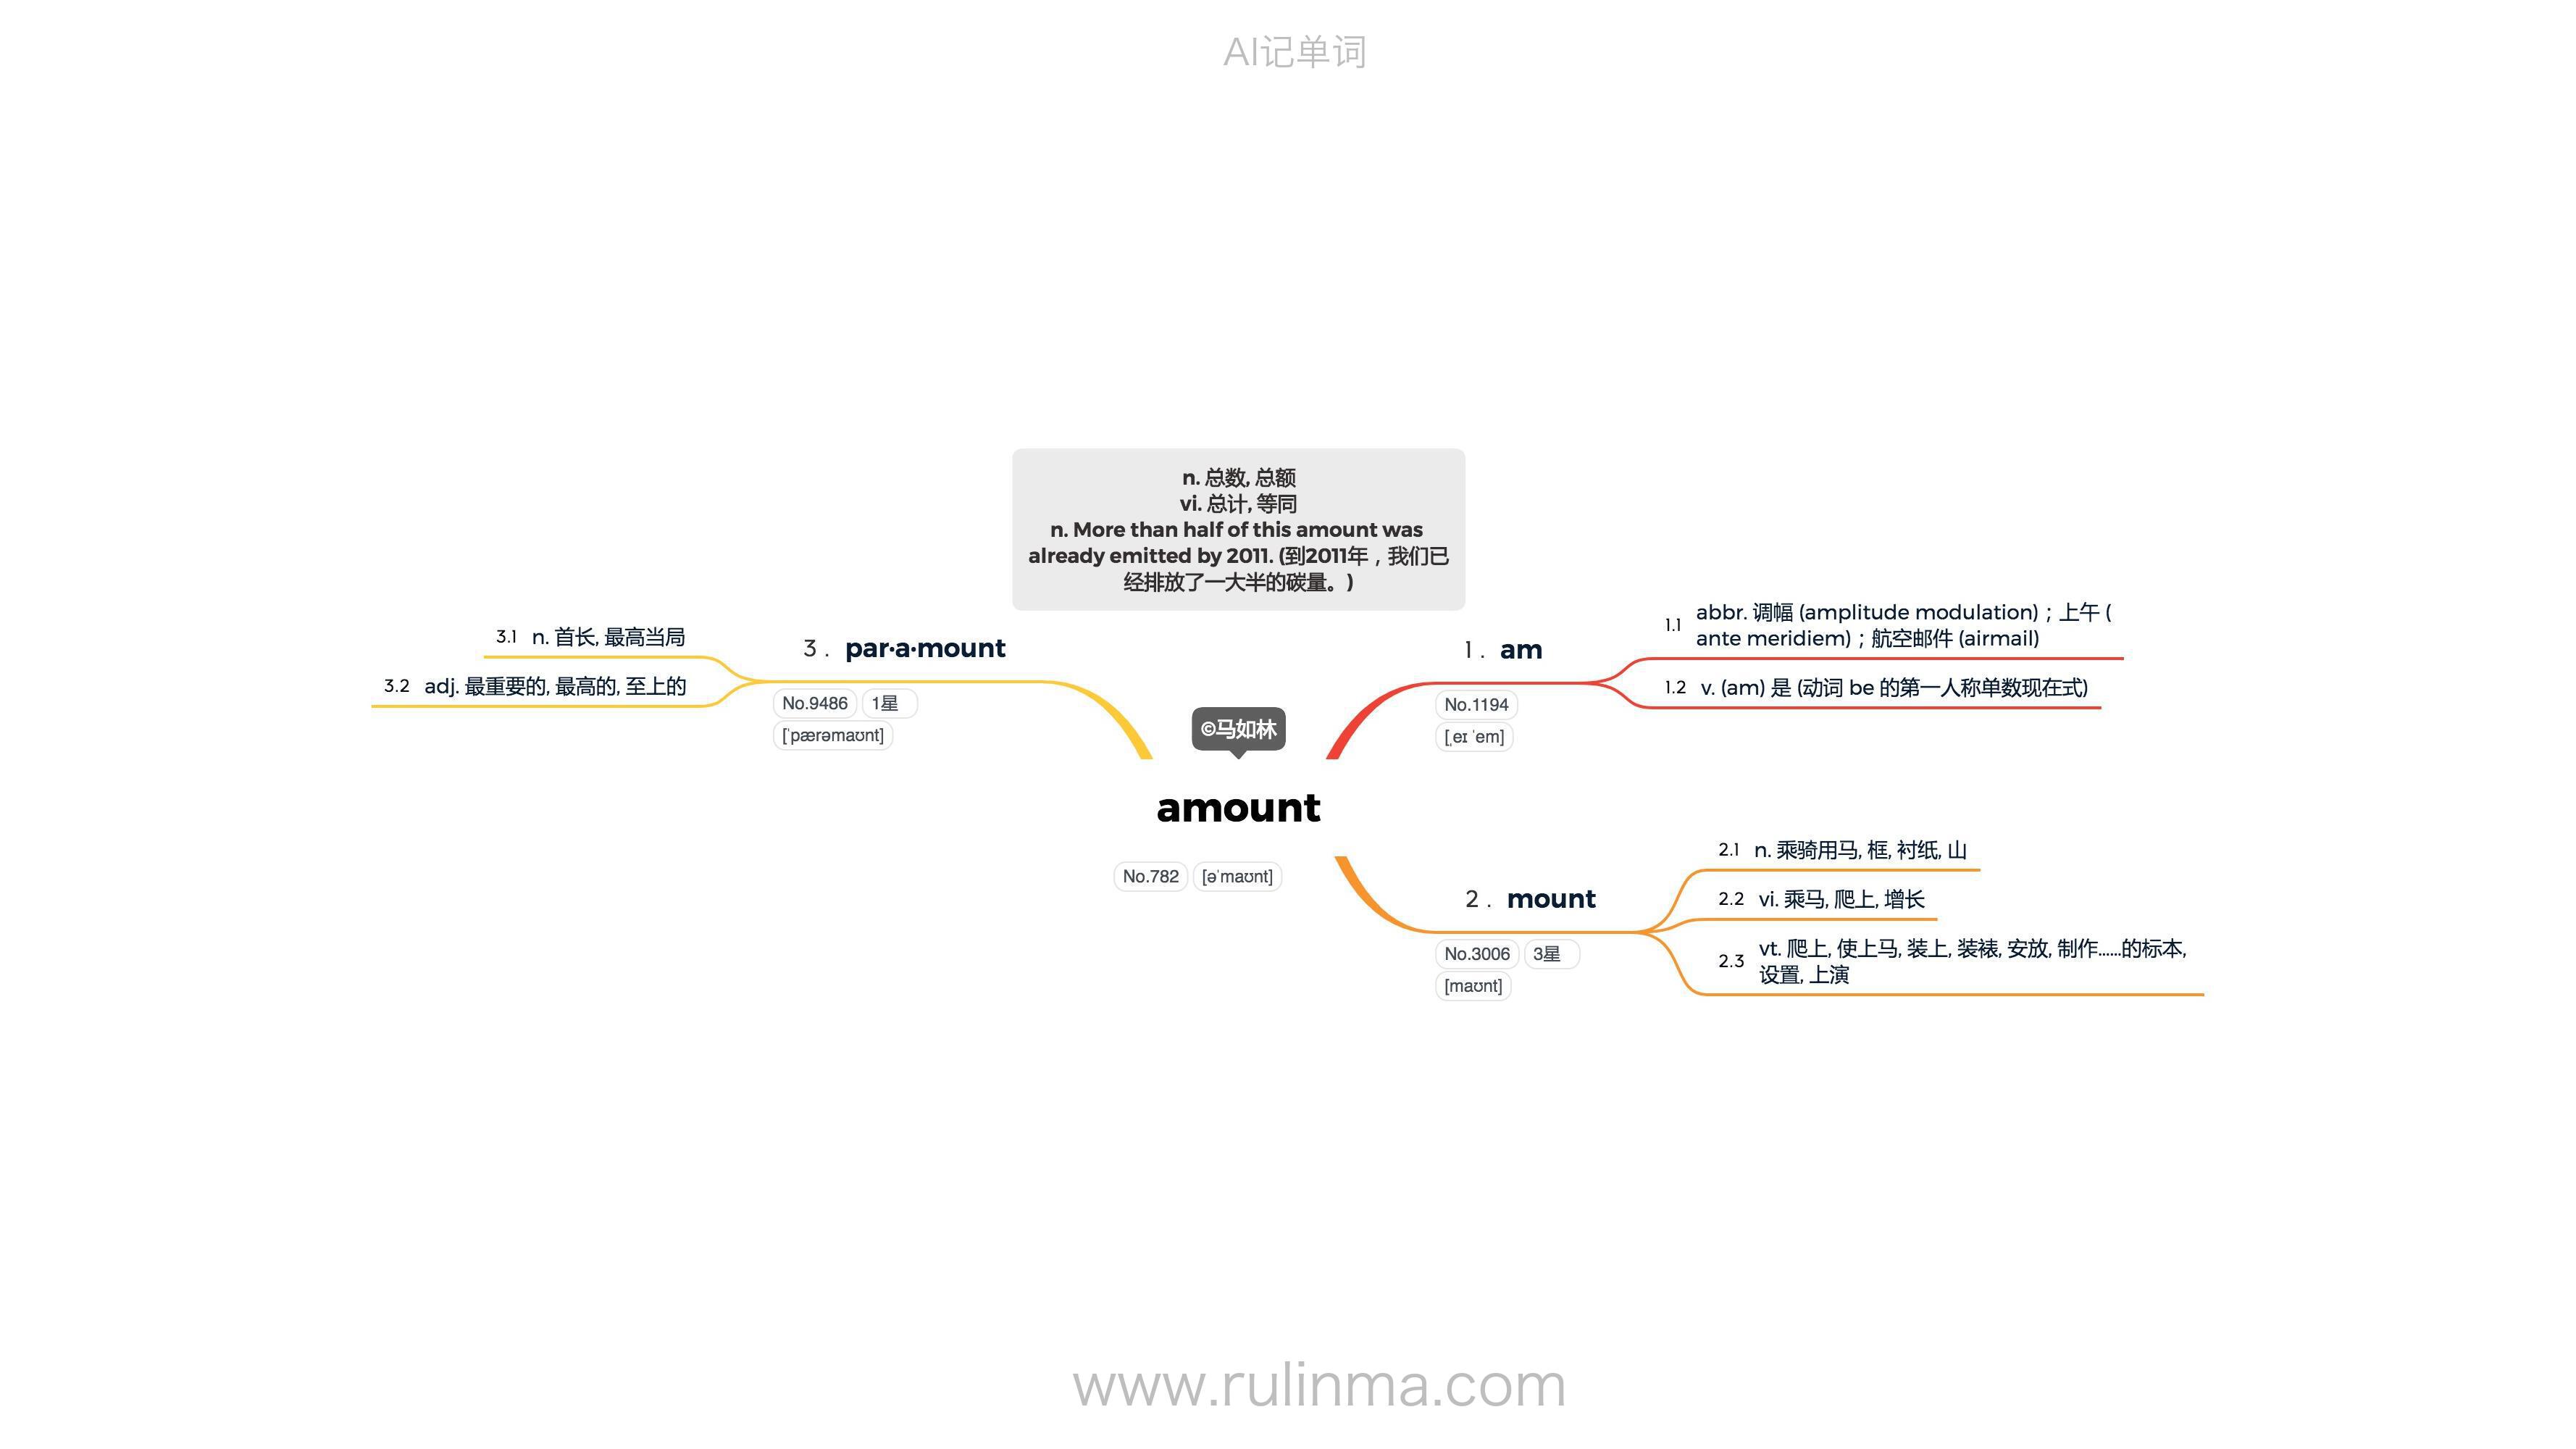 AI记单词
n. 总数, 总额
vi. 总计, 等同
n. More than half of this amount was
already emitted by 2011. (到2011年，我们已
经排放了一大半的碳量。)
©马如林
amount
No.782 [əˈmaʊnt]
1. am
No.1194
[ˌeɪ ˈem]
1.1 abbr. 调幅 (amplitude modulation)；上午 (
ante meridiem)；航空邮件 (airmail)
1.2 v. (am) 是 (动词 be 的第一人称单数现在式)
2. mount
No.3006 3星
[maʊnt]
2.1 n. 乘骑用马, 框, 衬纸, 山
2.2 vi. 乘马, 爬上, 增长
2.3 vt. 爬上, 使上马, 装上, 装裱, 安放, 制作......的标本,
设置, 上演
3. par·a·mount
No.9486 1星
[ˈpærəmaʊnt]
3.1 n. 首长, 最高当局
3.2 adj. 最重要的, 最高的, 至上的
www.rulinma.com